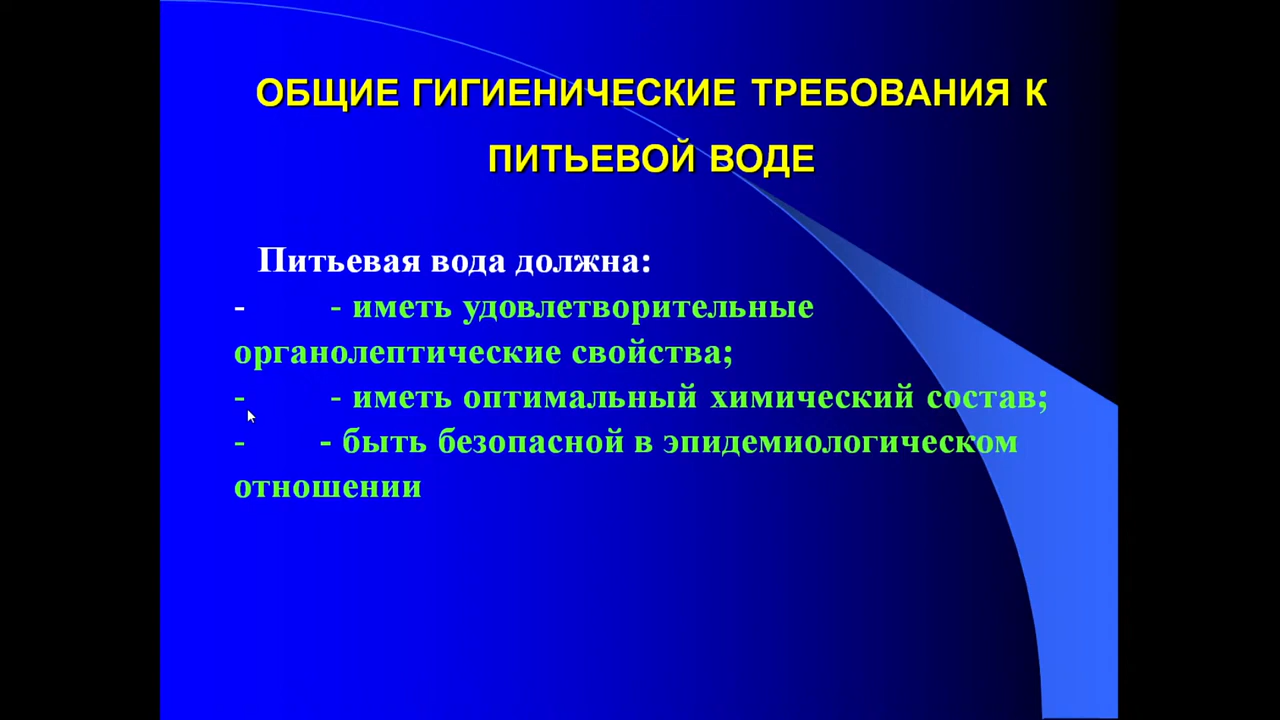 ОБЩИЕ ГИГИЕНИЧЕСКИЕ ТРЕБОВАНИЯ К
ПИТЬЕВОЙ ВОДЕ
Питьевая вода должна:
- - иметь удовлетворительные
органолептические свойства;
- - иметь оптимальный химический состав;
- - быть безопасной в эпидемиологическом
отношении